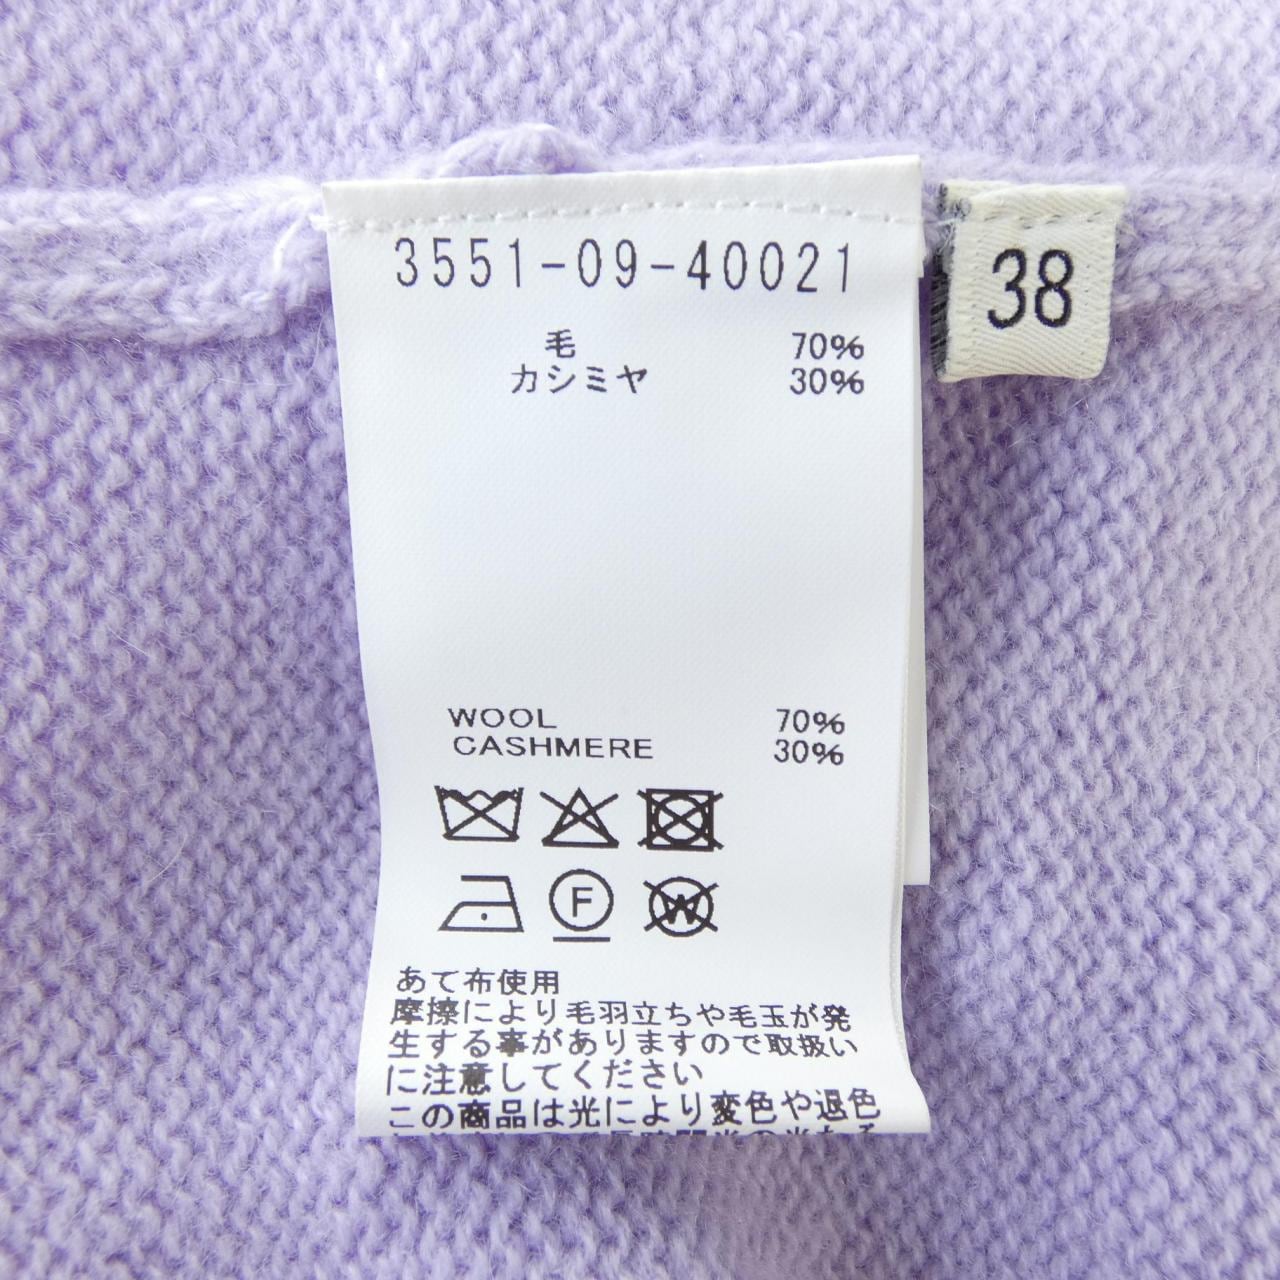 3551-09-40021
38
毛 70%
カシミヤ 30%
WOOL 70%
CASHMERE 30%
F
W
あて布使用
摩擦により毛羽立ちや毛玉が発
生する事がありますので取扱い
に注意してください
この商品は光により変色や退色